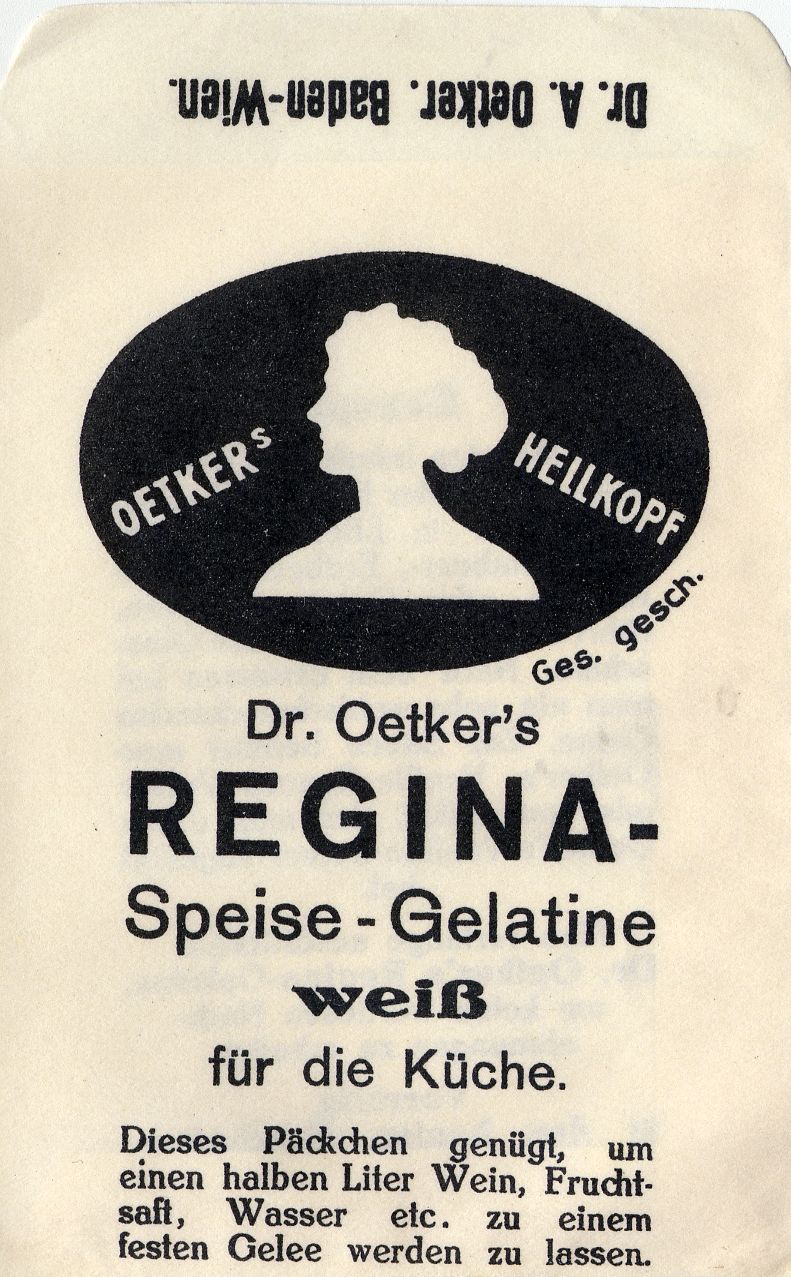 Dr. A. Oetker. Baden-Wien.
OETKERs
HELLKOPF
Ges. gesch.
Dr. Oetker's
REGINA-
Speise-Gelatine
weiß
für die Küche.
Dieses Päckchen genügt, um
einen halben Liter Wein, Frucht-
saft, Wasser etc. zu einem
festen Gelee werden zu lassen.